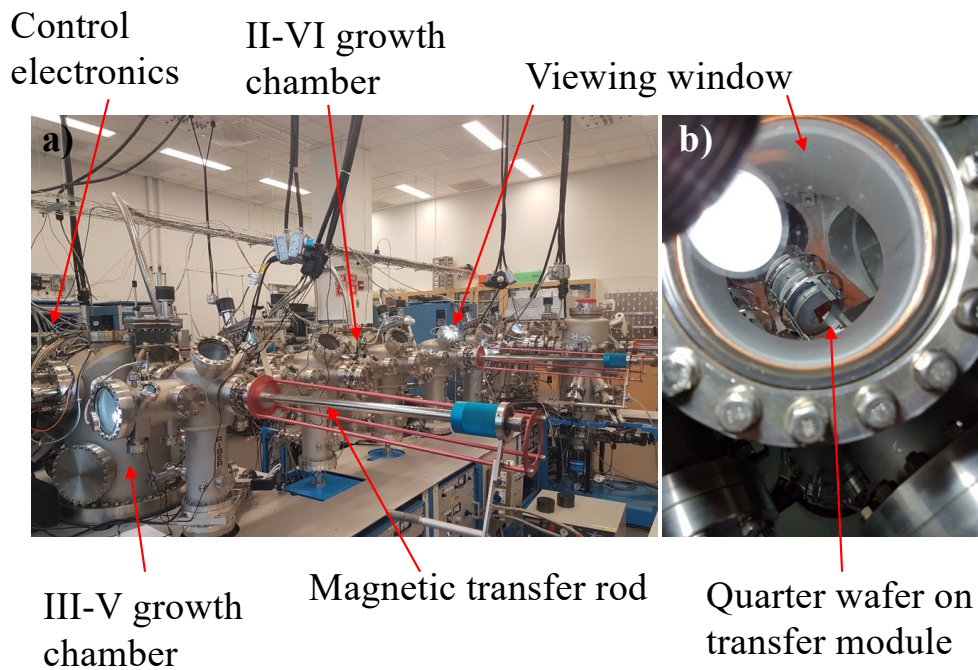 Control
electronics
II-VI growth
chamber
Viewing window
a)
b)
RIBER
III-V growth
chamber
Magnetic transfer rod
Quarter wafer on
transfer module